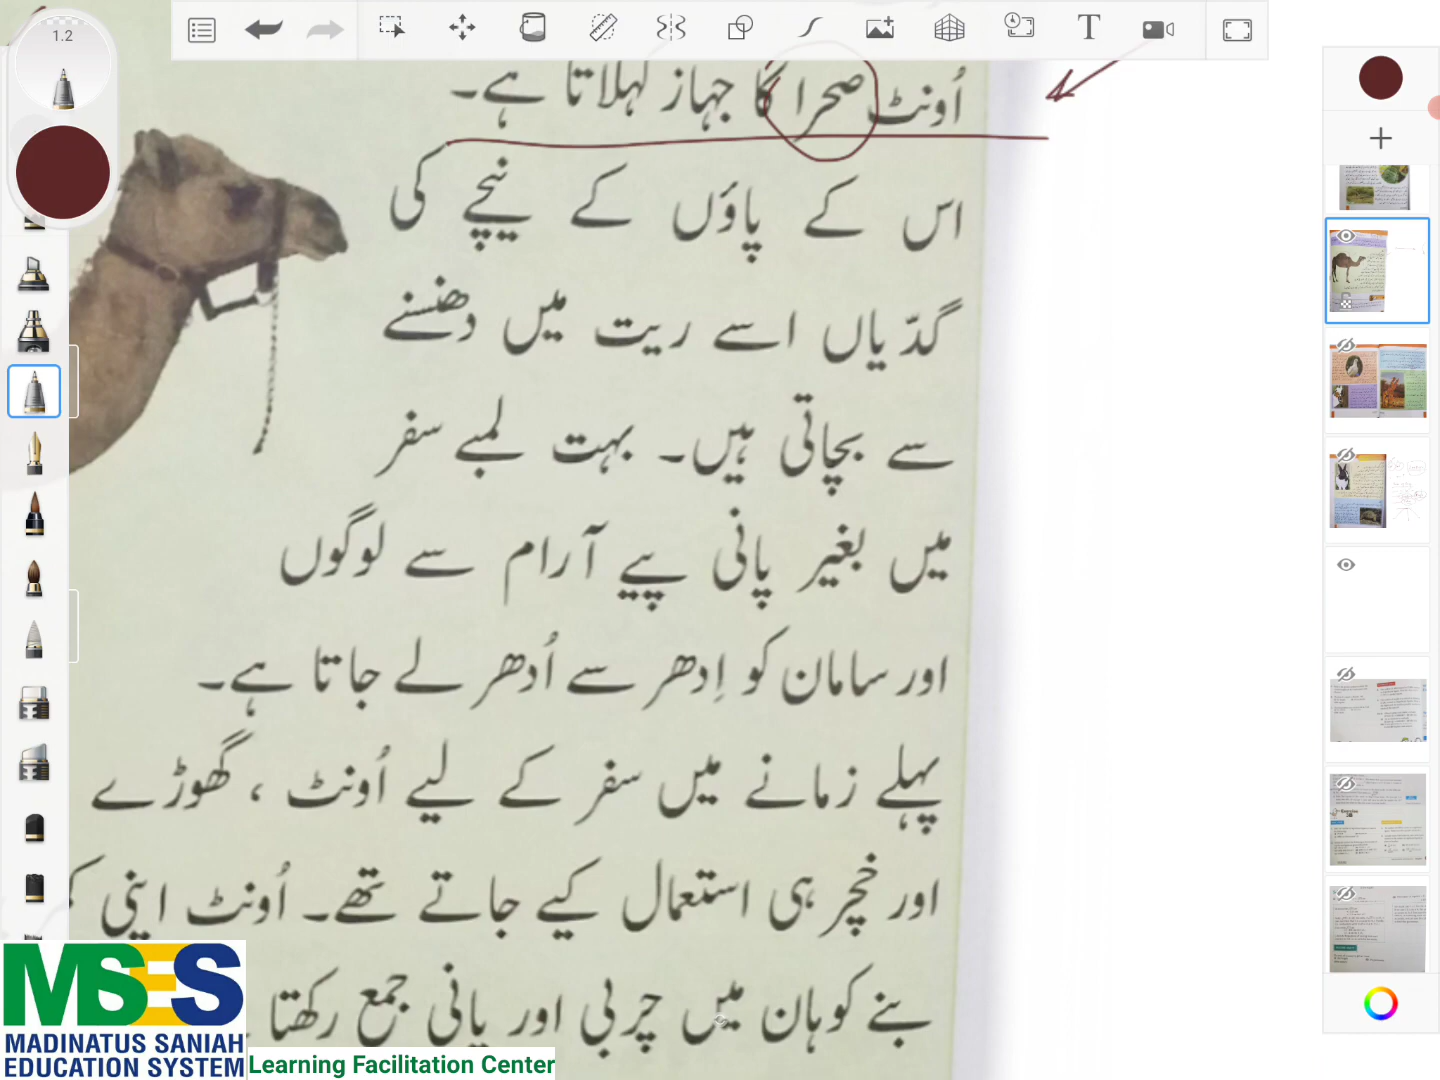 1.2
T
اُونٹ صحرا کا جہاز کہلاتا ہے۔
اس کے پاؤں کے نیچے کی
گدّیاں اسے ریت میں دھنسنے
سے بچاتی ہیں۔ بہت لمبے سفر
میں بغیر پانی پیے آرام سے لوگوں
اور سامان کو اِدھر سے اُدھر لے جاتا ہے۔
پہلے زمانے میں سفر کے لیے اُونٹ ، گھوڑے
اور خچر ہی استعمال کیے جاتے تھے۔ اُونٹ اپنی
بنے کوہان میں چربی اور پانی جمع رکھتا
MSES
MADINATUS SANIAH
EDUCATION SYSTEM
Learning Facilitation Center